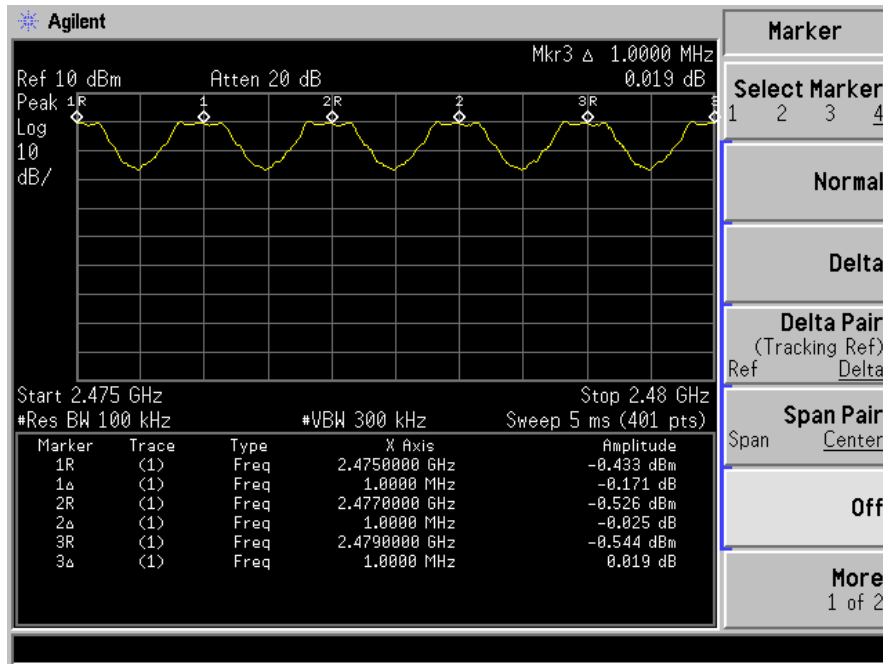 Agilent
Mkr3 Δ 1.0000 MHz
Ref 10 dBm Atten 20 dB 0.019 dB
Peak
Log
10
dB/
1R 1 2R 2 3R
Start 2.475 GHz Stop 2.48 GHz
#Res BW 100 kHz #VBW 300 kHz Sweep 5 ms (401 pts)
Marker Trace Type X Axis Amplitude
1R (1) Freq 2.4750000 GHz -0.433 dBm
1Δ (1) Freq 1.0000 MHz -0.171 dB
2R (1) Freq 2.4770000 GHz -0.526 dBm
2Δ (1) Freq 1.0000 MHz -0.025 dB
3R (1) Freq 2.4790000 GHz -0.544 dBm
3Δ (1) Freq 1.0000 MHz 0.019 dB
Marker
Select Marker
1 2 3 4
Normal
Delta
Delta Pair
(Tracking Ref)
Ref Delta
Span Pair
Span Center
Off
More
1 of 2